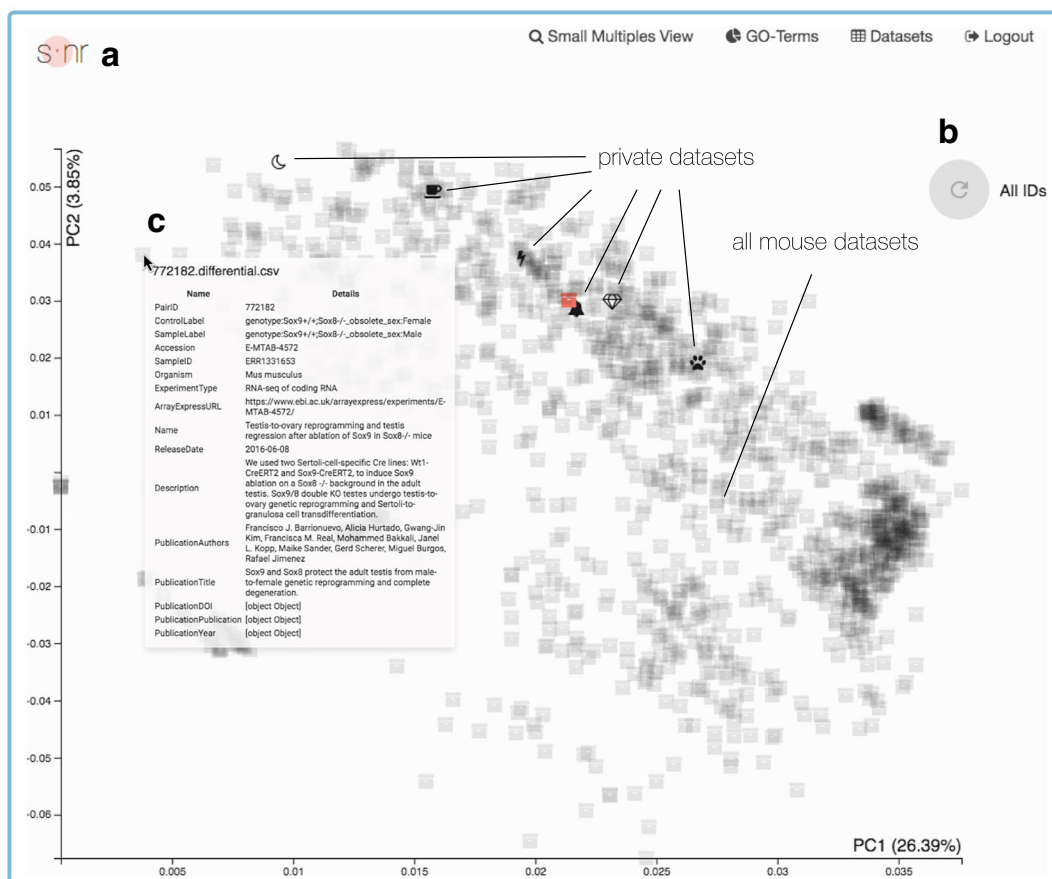 s·nr
a
Small Multiples View
GO-Terms
Datasets
Logout
b
All IDs
private datasets
all mouse datasets
c
PC2 (3.85%)
0.05
0.04
0.03
0.02
0.01
-0.01
-0.02
-0.03
-0.04
-0.05
-0.06
772182.differential.csv
Name Details
PairID 772182
ControlLabel genotype:Sox9+/+;Sox8-/-_obsolete_sex:Female
SampleLabel genotype:Sox9+/+;Sox8-/-_obsolete_sex:Male
Accession E-MTAB-4572
SampleID ERR1331653
Organism Mus musculus
ExperimentType RNA-seq of coding RNA
ArrayExpressURL https://www.ebi.ac.uk/arrayexpress/experiments/E-
MTAB-4572/
Name Testis-to-ovary reprogramming and testis
regression after ablation of Sox9 in Sox8-/- mice
ReleaseDate 2016-06-08
Description We used two Sertoli-cell-specific Cre lines: Wt1-
CreERT2 and Sox9-CreERT2, to induce Sox9
ablation on a Sox8 -/- background in the adult
testis. Sox9/8 double KO testes undergo testis-to-
ovary genetic reprogramming and Sertoli-to-
granulosa cell transdifferentiation.
PublicationAuthors Francisco J. Barrionuevo, Alicia Hurtado, Gwang-Jin
Kim, Francisca M. Real, Mohammed Bakkali, Janel
L. Kopp, Maike Sander, Gerd Scherer, Miguel Burgos,
Rafael Jimenez
PublicationTitle Sox9 and Sox8 protect the adult testis from male-
to-female genetic reprogramming and complete
degeneration.
PublicationDOI [object Object]
PublicationPublication [object Object]
PublicationYear [object Object]
PC1 (26.39%)
0.005 0.01 0.015 0.02 0.025 0.03 0.035